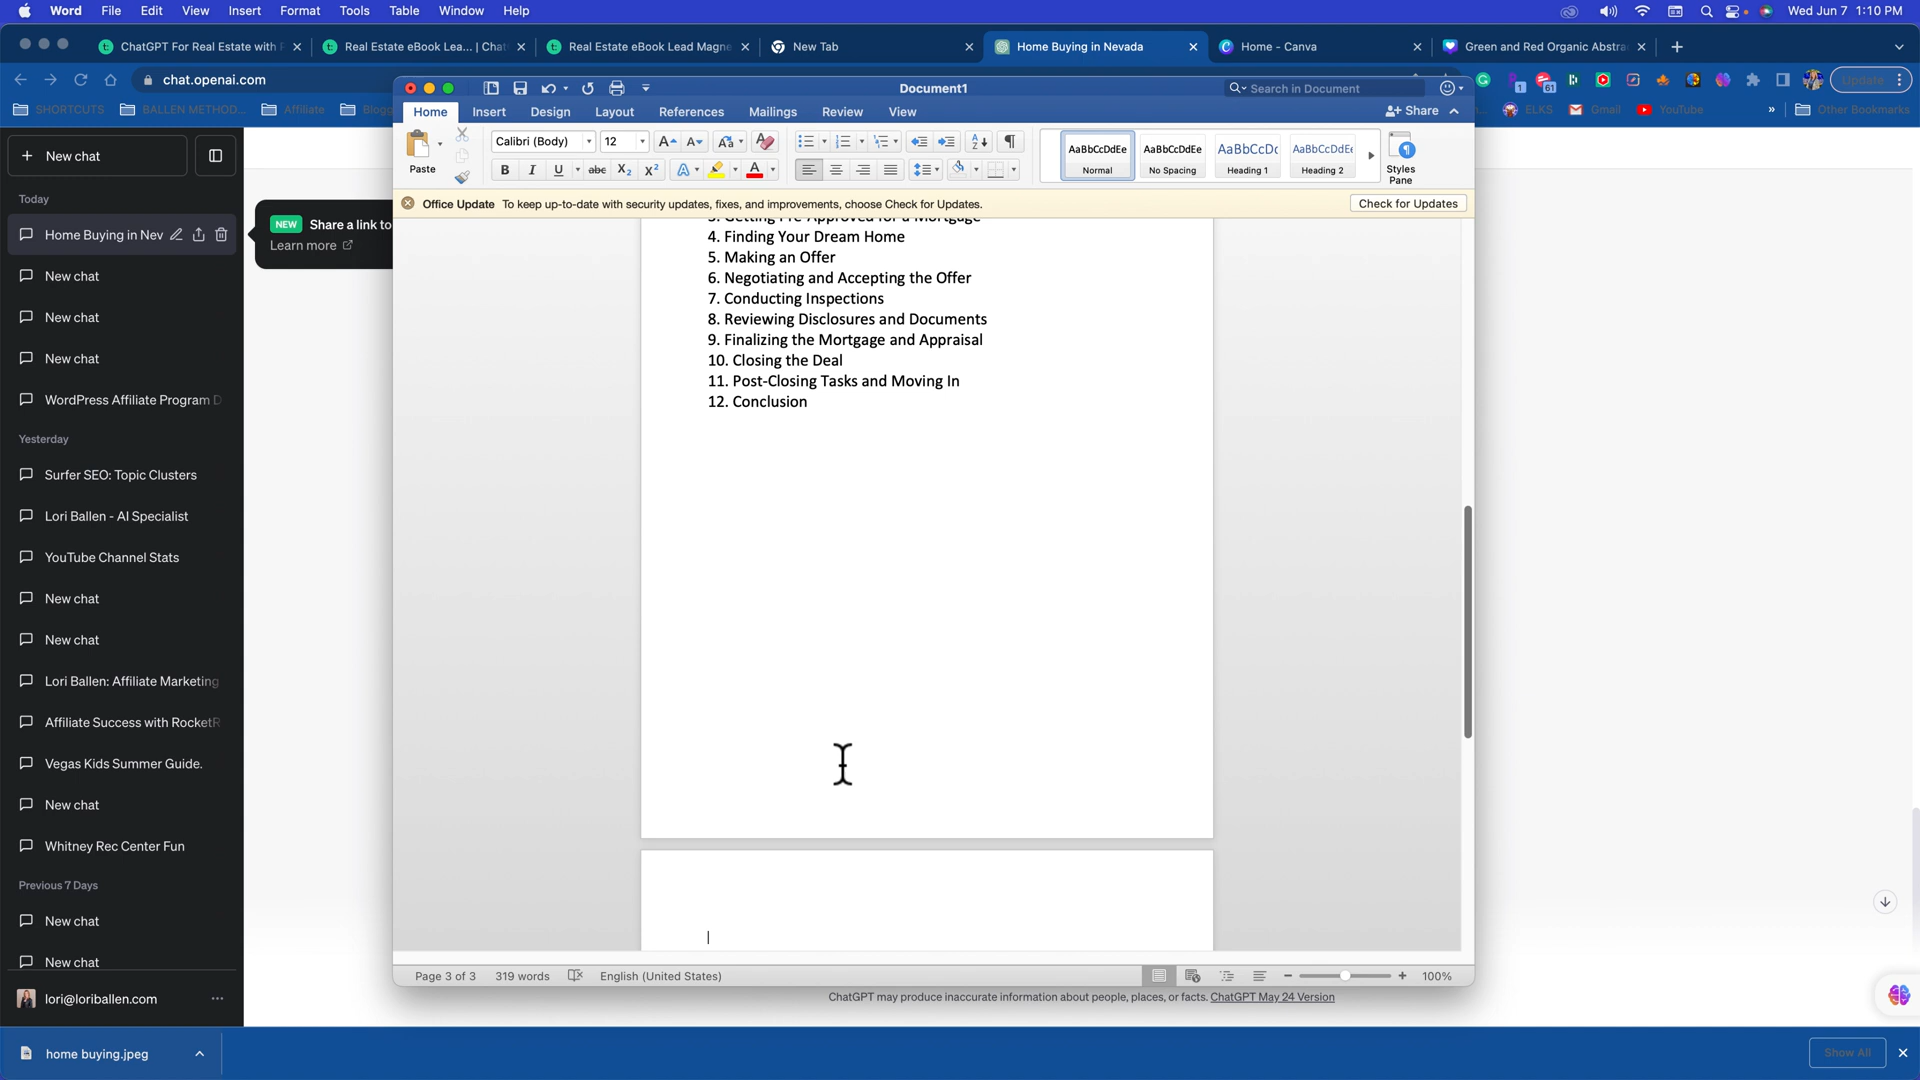 Word File Edit View Insert Format Tools Table Window Help Wed Jun 7 1:10 PM
ChatGPT For Real Estate with Real Estate eBook Lea... | Chat Real Estate eBook Lead Magne New Tab Home Buying in Nevada Home - Canva Green and Red Organic Abstra
chat.openai.com Update
SHORTCUTS BALLEN METHOD... Affiliate Blogg ELKS Gmail YouTube » Other Bookmarks
Document1
Search in Document
Home Insert Design Layout References Mailings Review View Share
Paste
Calibri (Body) 12
AaBbCcDdEe Normal
AaBbCcDdEe No Spacing
AaBbCcDc Heading 1
AaBbCcDdEe Heading 2
Styles Pane
Office Update To keep up-to-date with security updates, fixes, and improvements, choose Check for Updates. Check for Updates
3. Getting Pre-Approved for a Mortgage
4. Finding Your Dream Home
5. Making an Offer
6. Negotiating and Accepting the Offer
7. Conducting Inspections
8. Reviewing Disclosures and Documents
9. Finalizing the Mortgage and Appraisal
10. Closing the Deal
11. Post-Closing Tasks and Moving In
12. Conclusion
Page 3 of 3 319 words English (United States) 100%
ChatGPT may produce inaccurate information about people, places, or facts. ChatGPT May 24 Version
New chat
Today
Home Buying in Nev
NEW Share a link to
Learn more
New chat
New chat
New chat
WordPress Affiliate Program D
Yesterday
Surfer SEO: Topic Clusters
Lori Ballen - AI Specialist
YouTube Channel Stats
New chat
New chat
Lori Ballen: Affiliate Marketing
Affiliate Success with RocketR
Vegas Kids Summer Guide.
New chat
Whitney Rec Center Fun
Previous 7 Days
New chat
New chat
lori@loriballen.com
home buying.jpeg
Show All